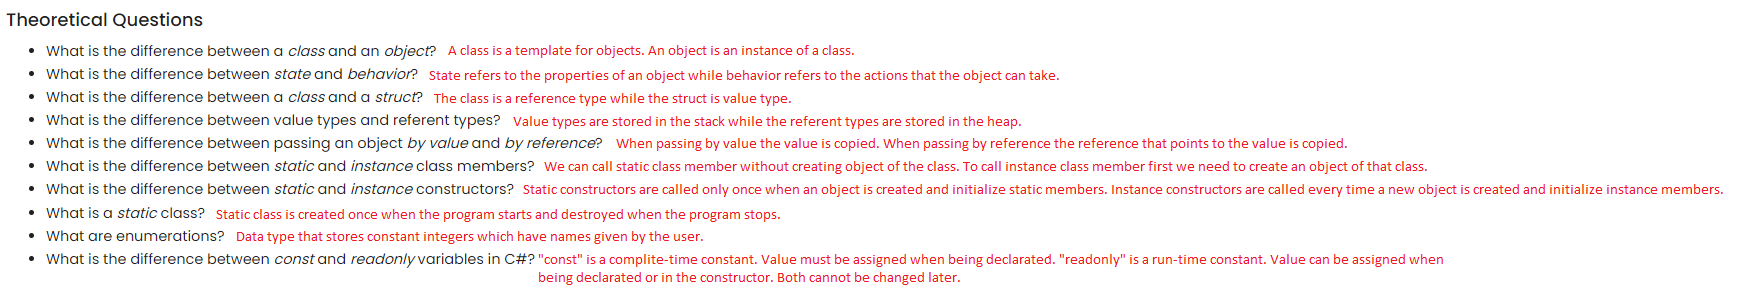 Theoretical Questions
• What is the difference between a class and an object? A class is a template for objects. An object is an instance of a class.
• What is the difference between state and behavior? State refers to the properties of an object while behavior refers to the actions that the object can take.
• What is the difference between a class and a struct? The class is a reference type while the struct is value type.
• What is the difference between value types and referent types? Value types are stored in the stack while the referent types are stored in the heap.
• What is the difference between passing an object by value and by reference? When passing by value the value is copied. When passing by reference the reference that points to the value is copied.
• What is the difference between static and instance class members? We can call static class member without creating object of the class. To call instance class member first we need to create an object of that class.
• What is the difference between static and instance constructors? Static constructors are called only once when an object is created and initialize static members. Instance constructors are called every time a new object is created and initialize instance members.
• What is a static class? Static class is created once when the program starts and destroyed when the program stops.
• What are enumerations? Data type that stores constant integers which have names given by the user.
• What is the difference between const and readonly variables in C#? "const" is a complite-time constant. Value must be assigned when being declared. "readonly" is a run-time constant. Value can be assigned when
being declared or in the constructor. Both cannot be changed later.